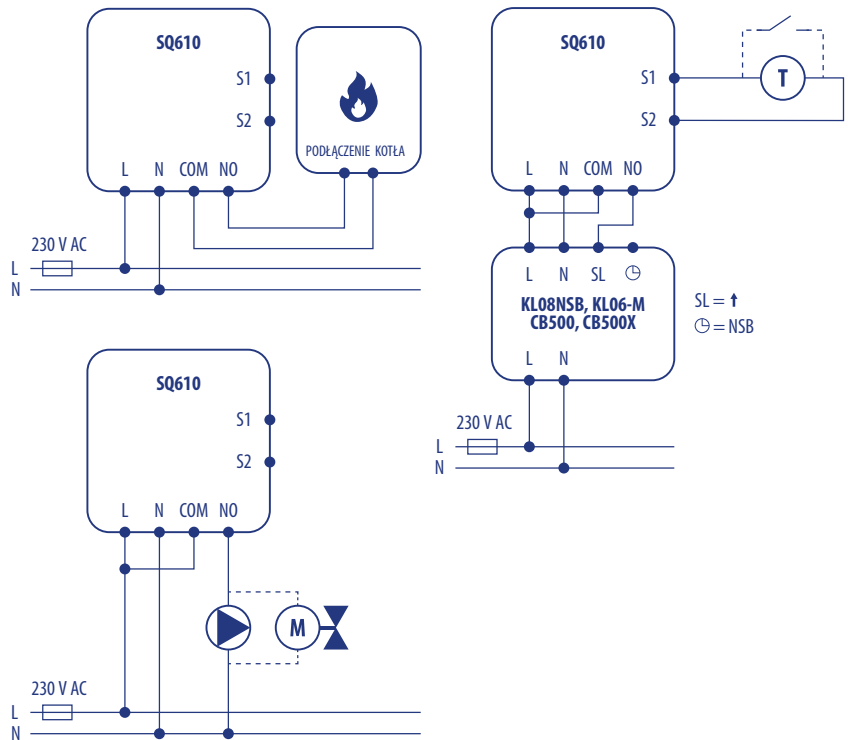 SQ610
S1
S2
PODŁĄCZENIE KOTŁA
L N COM NO
230 V AC
L
N
SQ610
S1
T
S2
L N COM NO
L N SL
KL08NSB, KL06-M
CB500, CB500X
L N
SL =
= NSB
230 V AC
L
N
SQ610
S1
S2
L N COM NO
M
230 V AC
L
N